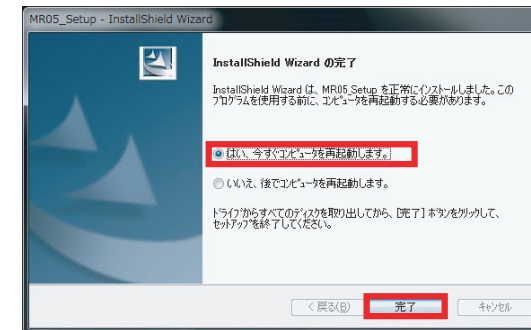 MR05_Setup - InstallShield Wizard
InstallShield Wizard の完了
InstallShield Wizard は、MR05_Setup を正常にインストールしました。この
プログラムを使用する前に、コンピュータを再起動する必要があります。
はい、今すぐコンピュータを再起動します。
いいえ、後でコンピュータを再起動します。
ドライブからすべてのディスクを取り出してから、[完了] ボタンをクリックして、
セットアップを終了してください。
< 戻る(B)
完了
キャンセル